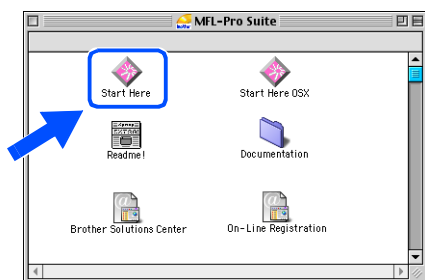 MFL-Pro Suite
Start Here
Start Here OSX
Readme!
Documentation
Brother Solutions Center
On-Line Registration